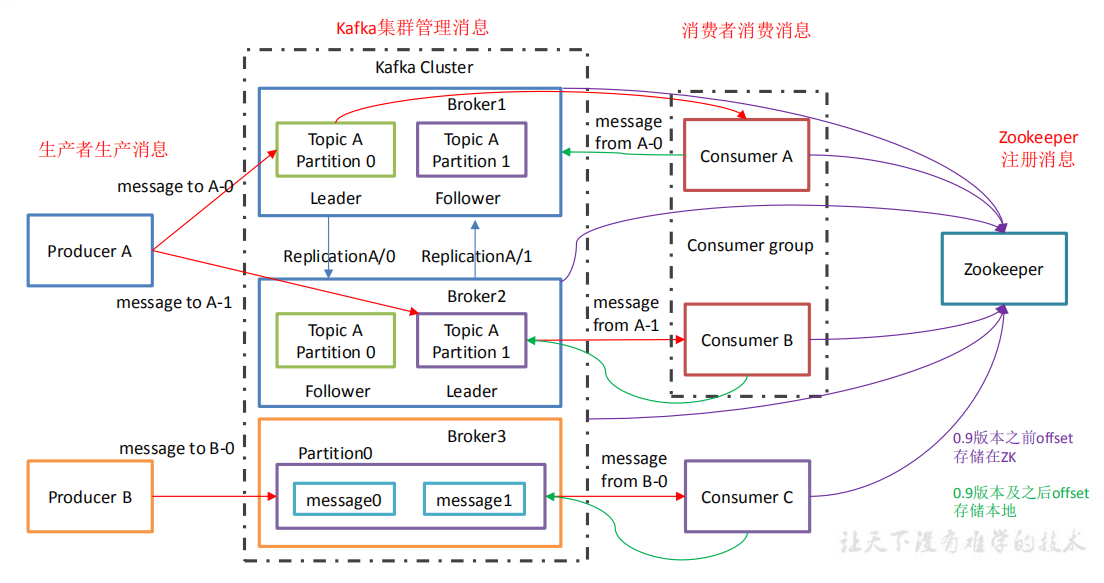 Kafka集群管理消息
消费者消费消息
Kafka Cluster
Broker1
Topic A
Partition 0
Topic A
Partition 1
Leader
Follower
message
from A-0
Consumer A
Zookeeper
注册消息
生产者生产消息
message to A-0
Producer A
message to A-1
ReplicationA/0
ReplicationA/1
Consumer group
Zookeeper
Broker2
Topic A
Partition 0
Topic A
Partition 1
Follower
Leader
message
from A-1
Consumer B
Broker3
message to B-0
Producer B
Partition0
message0
message1
message
from B-0
Consumer C
0.9版本之前offset
存储在ZK
0.9版本及之后offset
存储本地
让天下没有难学的技术